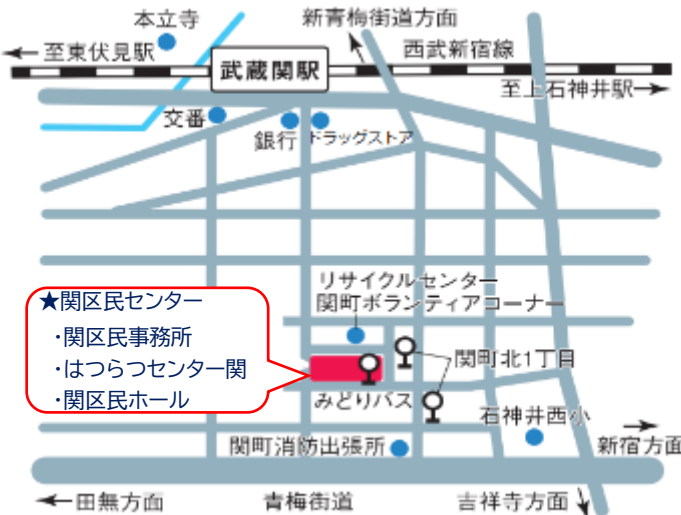 本立寺
新青梅街道方面
←至東伏見駅
武蔵関駅
西武新宿線
至上石神井駅→
交番
銀行
ドラッグストア
リサイクルセンター
関町ボランティアコーナー
★関区民センター
・関区民事務所
・はつらつセンター関
・関区民ホール
関町北1丁目
みどりバス
石神井西小
関町消防出張所
新宿方面
←田無方面
青梅街道
吉祥寺方面